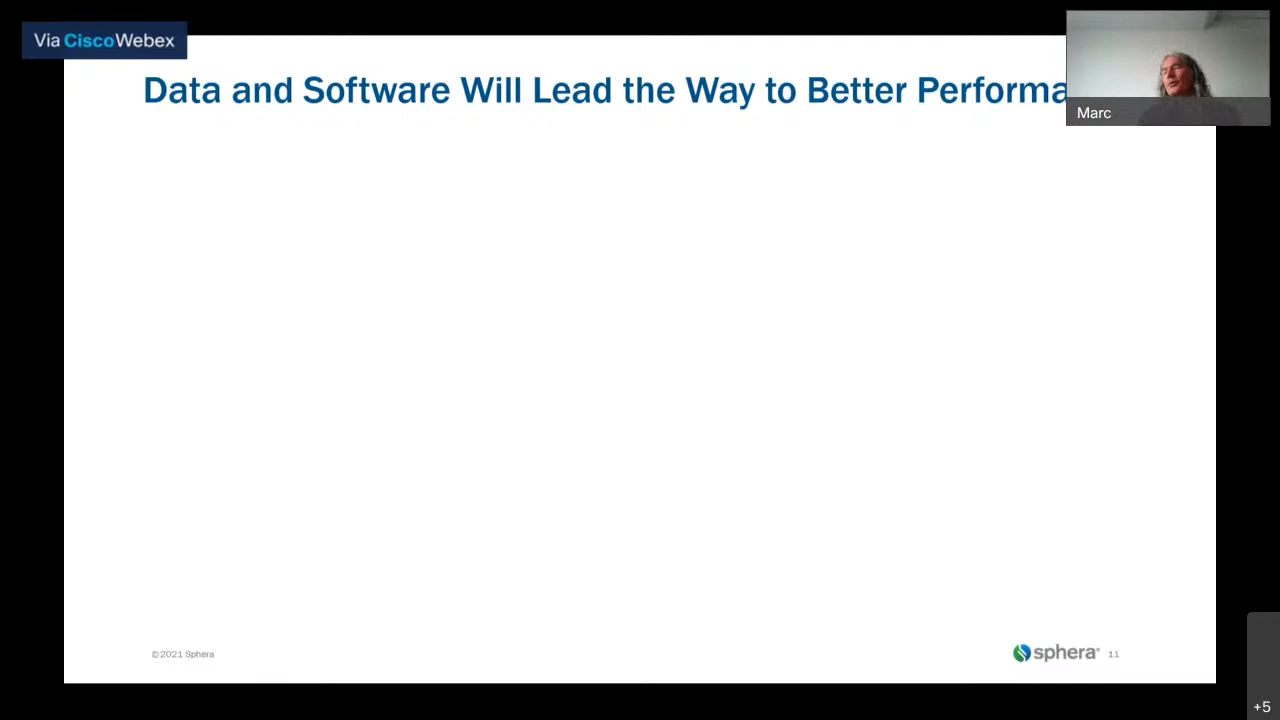 Via CiscoWebex
Data and Software Will Lead the Way to Better Performa
Marc
©2021 Sphera
sphera® 11
+5